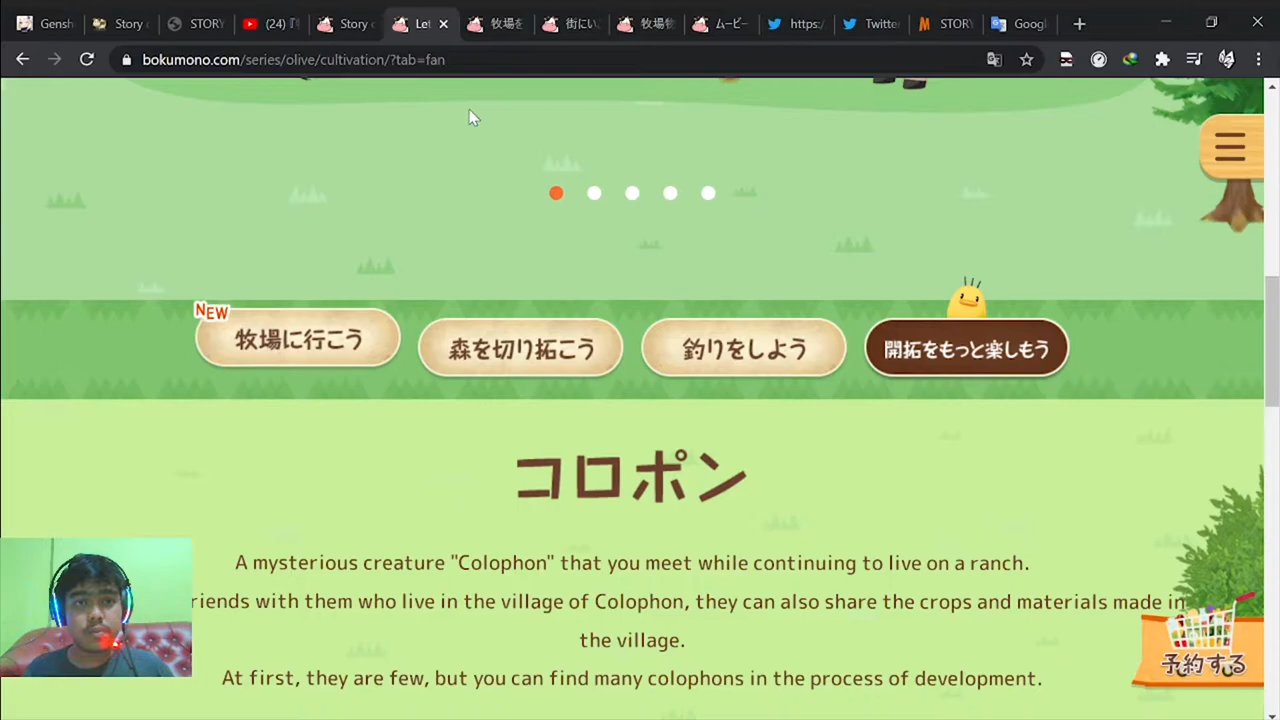 Gensh
Story c
STORY
(24)
Story c
Let
牧場を
街にい
牧場物
ムービー
https:/
Twitter
STORY
Googl
bokumono.com/series/olive/cultivation/?tab=fan
NEW
牧場に行こう
森を切り拓こう
釣りをしよう
開拓をもっと楽しもう
コロポン
A mysterious creature "Colophon" that you meet while continuing to live on a ranch.
riends with them who live in the village of Colophon, they can also share the crops and materials made in
the village.
At first, they are few, but you can find many colophons in the process of development.
予約する